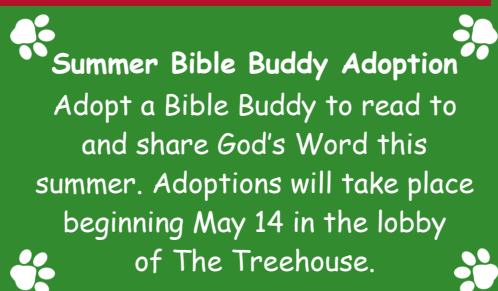 Summer Bible Buddy Adoption
Adopt a Bible Buddy to read to
and share God's Word this
summer. Adoptions will take place
beginning May 14 in the lobby
of The Treehouse.